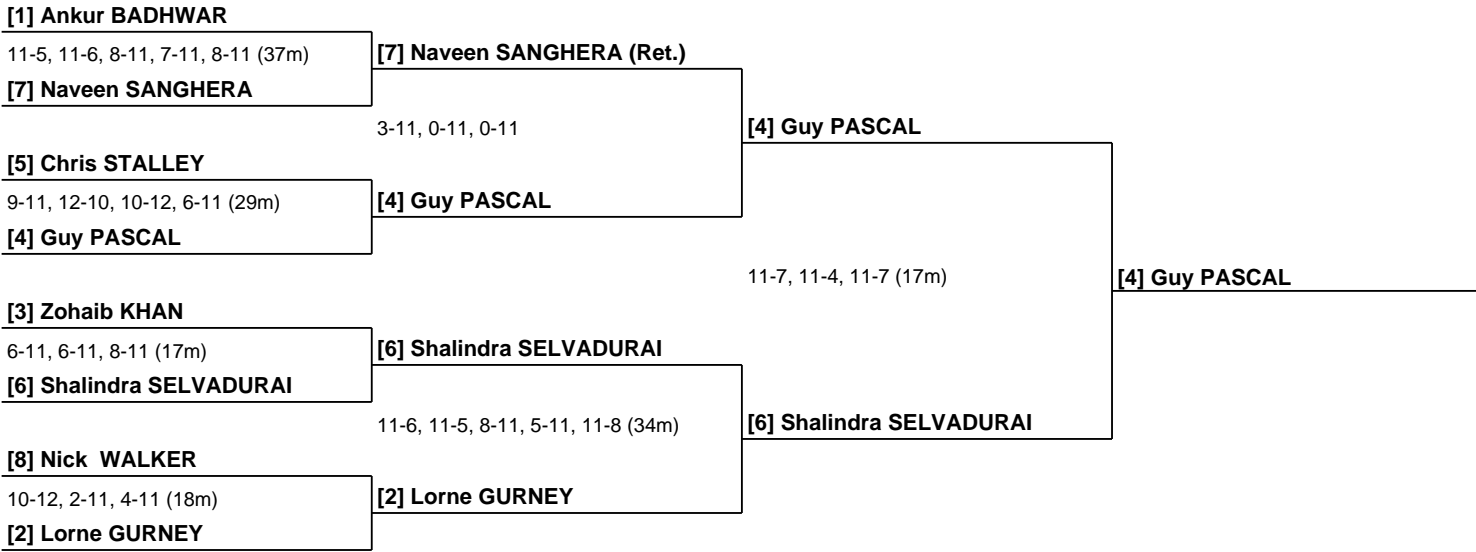 [1] Ankur BADHWAR
11-5, 11-6, 8-11, 7-11, 8-11 (37m)
[7] Naveen SANGHERA
[5] Chris STALLEY
9-11, 12-10, 10-12, 6-11 (29m)
[4] Guy PASCAL
[3] Zohaib KHAN
6-11, 6-11, 8-11 (17m)
[6] Shalindra SELVADURAI
[8] Nick  WALKER
10-12, 2-11, 4-11 (18m)
[2] Lorne GURNEY
[7] Naveen SANGHERA (Ret.)
3-11, 0-11, 0-11
[4] Guy PASCAL
[6] Shalindra SELVADURAI
11-6, 11-5, 8-11, 5-11, 11-8 (34m)
[2] Lorne GURNEY
[4] Guy PASCAL
11-7, 11-4, 11-7 (17m)
[6] Shalindra SELVADURAI
[4] Guy PASCAL